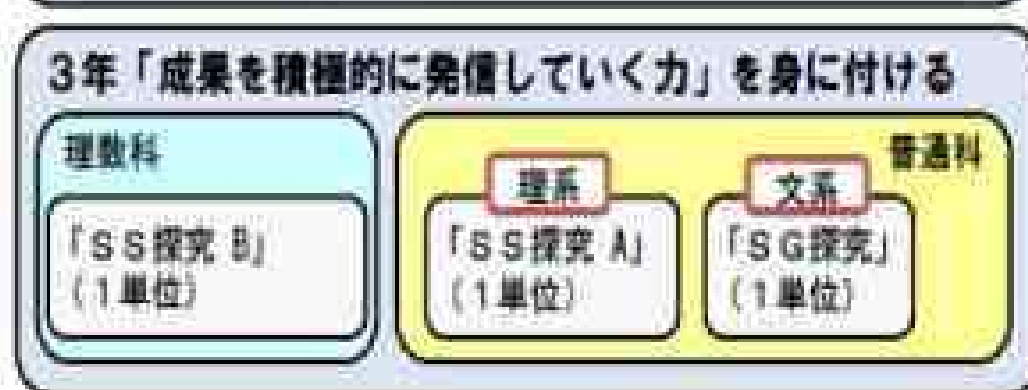 3年「成果を積極的に発信していく力」を身に付ける
理数科
「SS探究 B」
(1単位)
普通科
理系
「SS探究 A」
(1単位)
文系
「SG探究」
(1単位)